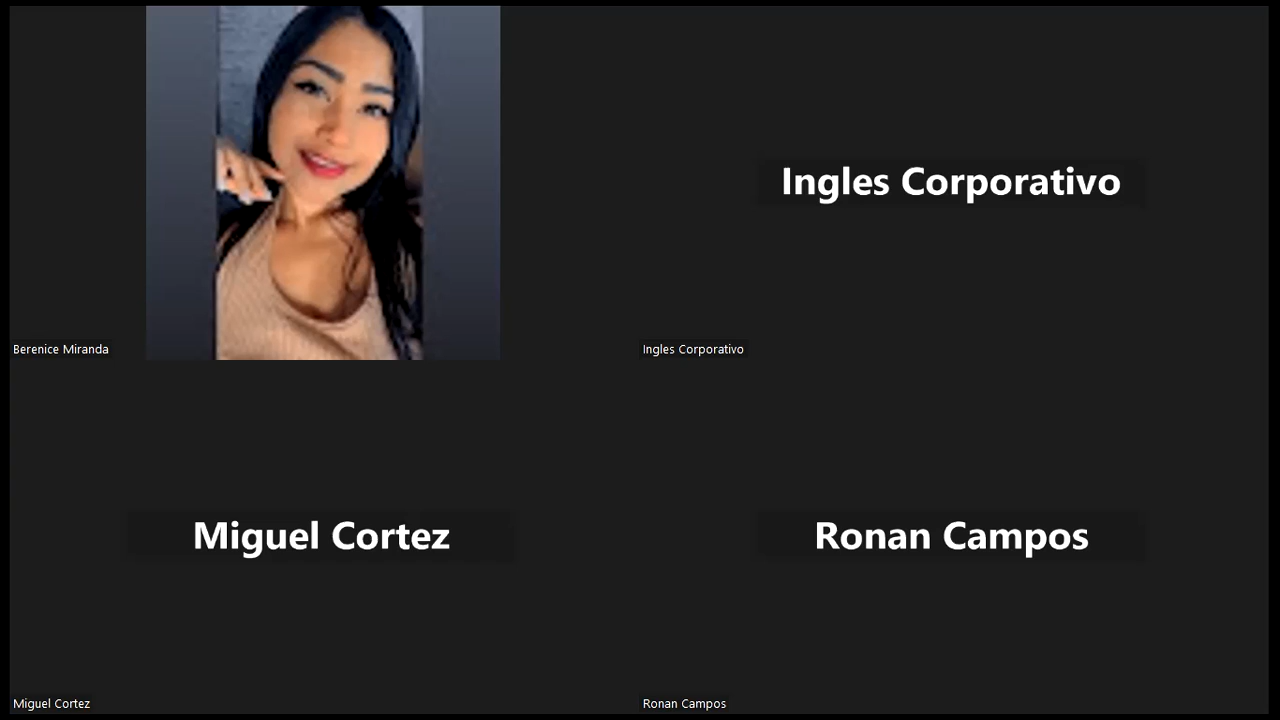 Ingles Corporativo
Berenice Miranda
Ingles Corporativo
Miguel Cortez
Ronan Campos
Miguel Cortez
Ronan Campos